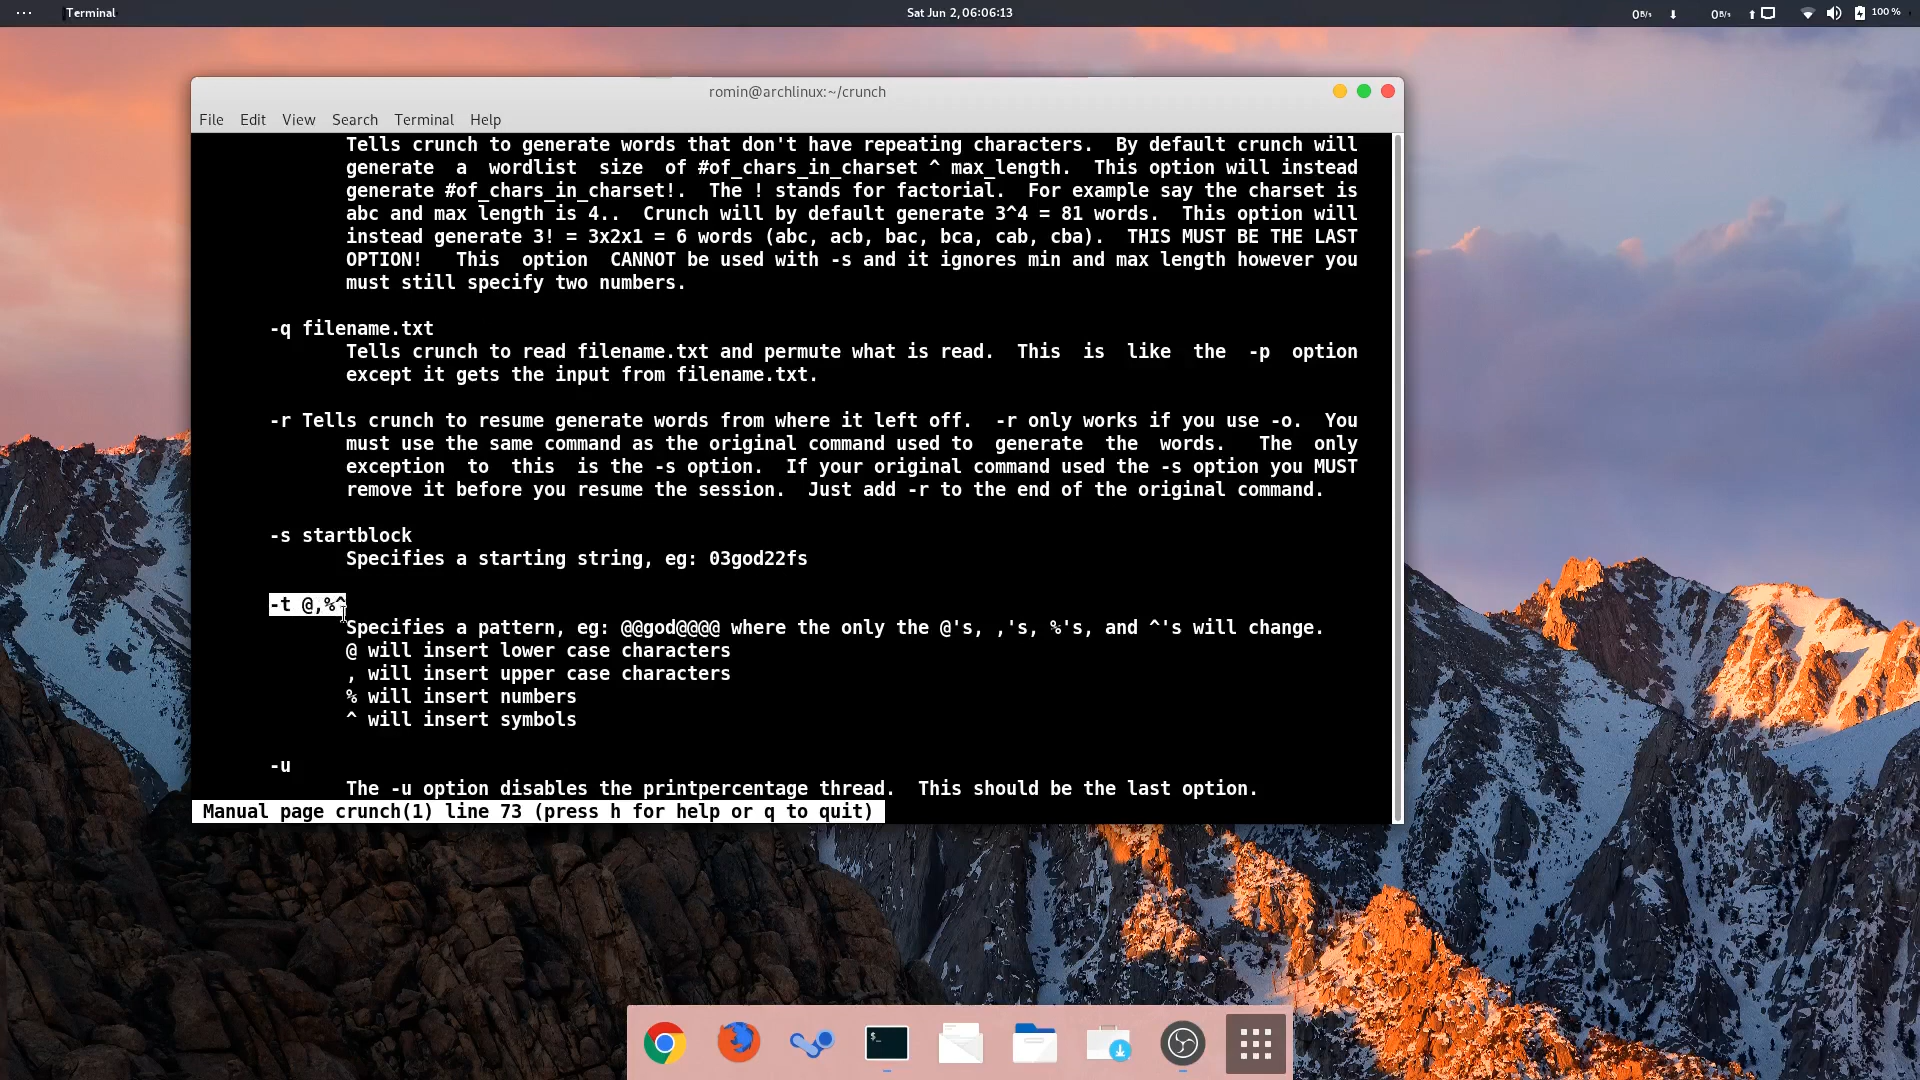 Terminal
Sat Jun 2, 06:06:13
0B/s
0B/s
100 %
romin@archlinux:~/crunch
File Edit View Search Terminal Help
Tells crunch to generate words that don't have repeating characters. By default crunch will
generate a wordlist size of #of_chars_in_charset ^ max_length. This option will instead
generate #of_chars_in_charset!. The ! stands for factorial. For example say the charset is
abc and max length is 4.. Crunch will by default generate 3^4 = 81 words. This option will
instead generate 3! = 3x2x1 = 6 words (abc, acb, bac, bca, cab, cba). THIS MUST BE THE LAST
OPTION! This option CANNOT be used with -s and it ignores min and max length however you
must still specify two numbers.
-q filename.txt
Tells crunch to read filename.txt and permute what is read. This is like the -p option
except it gets the input from filename.txt.
-r Tells crunch to resume generate words from where it left off. -r only works if you use -o. You
must use the same command as the original command used to generate the words. The only
exception to this is the -s option. If your original command used the -s option you MUST
remove it before you resume the session. Just add -r to the end of the original command.
-s startblock
Specifies a starting string, eg: 03god22fs
-t @,%^
Specifies a pattern, eg: @@god@@@@ where the only the @'s, ,'s, %'s, and ^'s will change.
@ will insert lower case characters
, will insert upper case characters
% will insert numbers
^ will insert symbols
-u
The -u option disables the printpercentage thread. This should be the last option.
Manual page crunch(1) line 73 (press h for help or q to quit)
$_